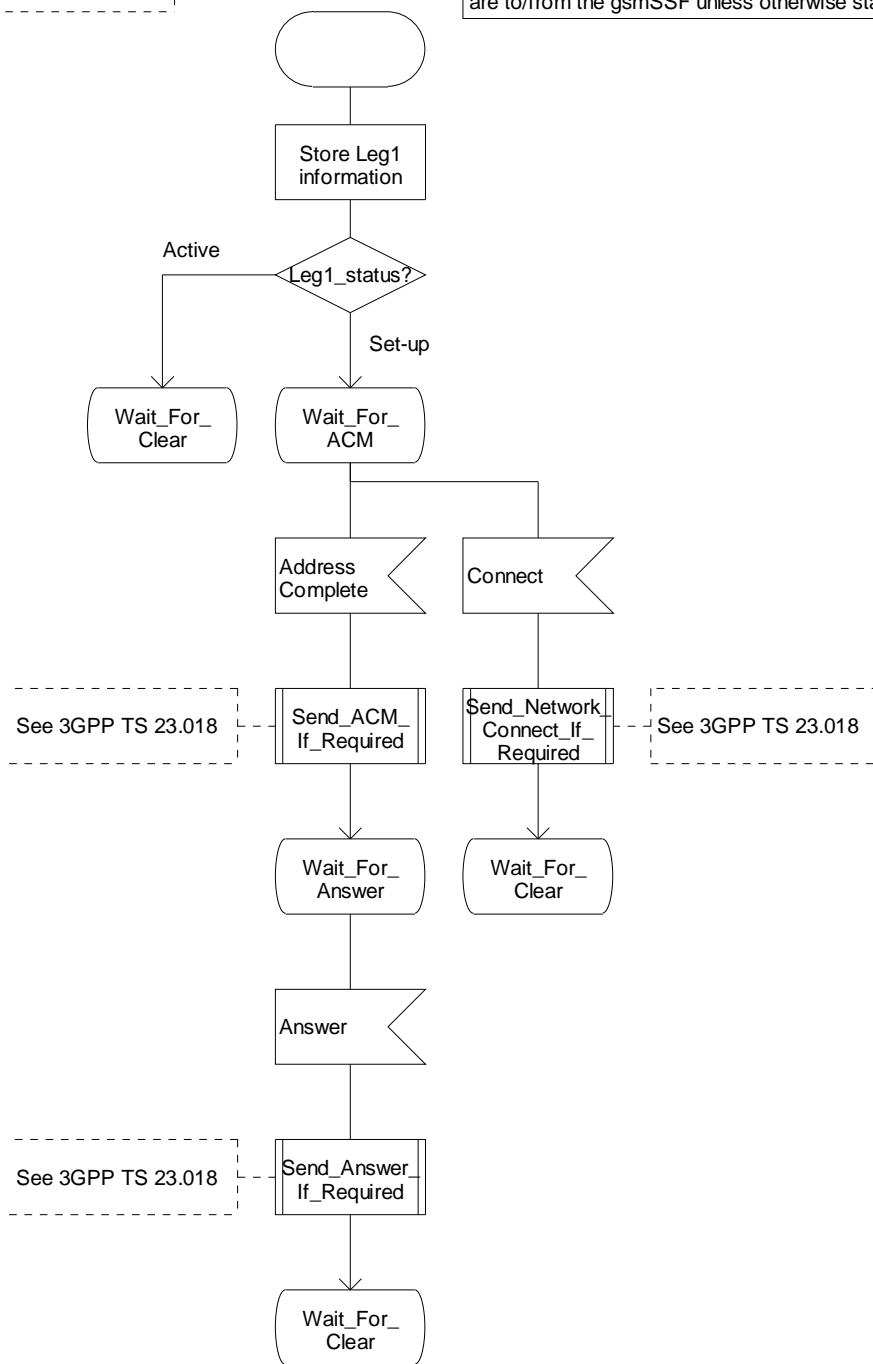 are to/from the gsmSSF unless otherwise sta
Store Leg1
information
Active
Leg1_status?
Set-up
Wait_For_
Clear
Wait_For_
ACM
Address
Complete
Connect
See 3GPP TS 23.018
Send_ACM_
If_Required
Send_Network_
Connect_If_
Required
See 3GPP TS 23.018
Wait_For_
Answer
Wait_For_
Clear
Answer
See 3GPP TS 23.018
Send_Answer_
If_Required
Wait_For_
Clear